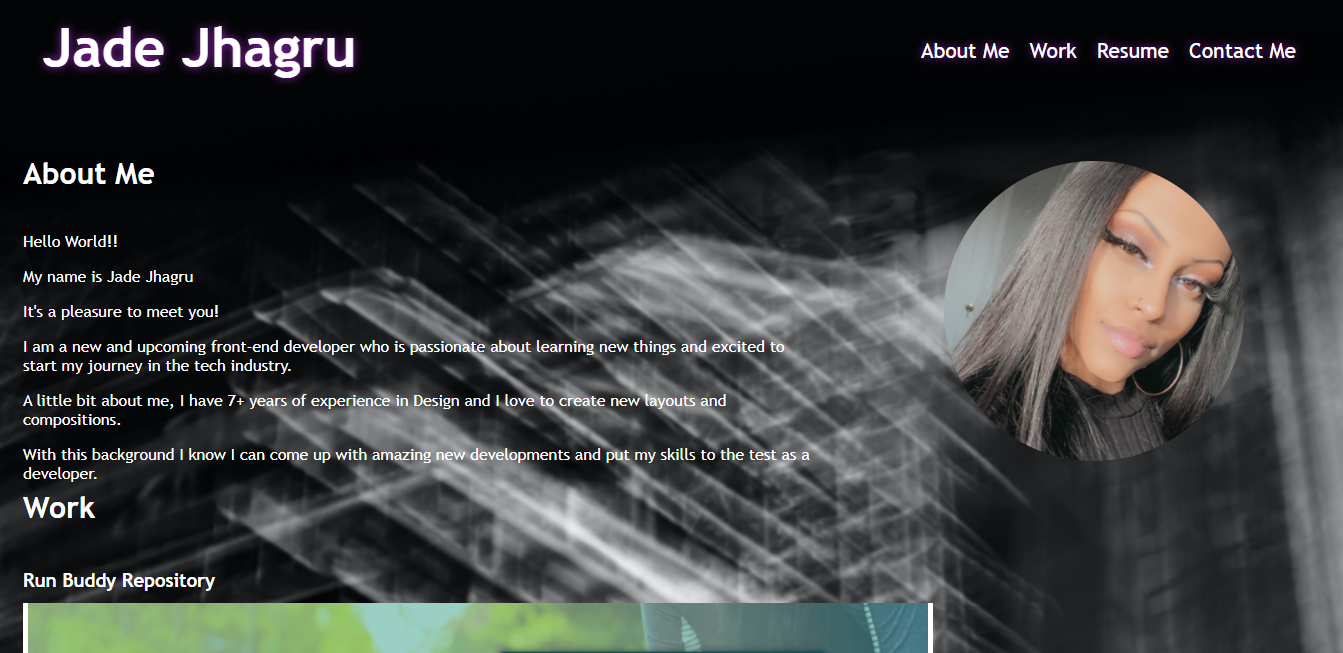 Jade Jhagru
About Me Work Resume Contact Me
About Me
Hello World!!
My name is Jade Jhagru
It's a pleasure to meet you!
I am a new and upcoming front-end developer who is passionate about learning new things and excited to
start my journey in the tech industry.
A little bit about me, I have 7+ years of experience in Design and I love to create new layouts and
compositions.
With this background I know I can come up with amazing new developments and put my skills to the test as a
developer.
Work
Run Buddy Repository